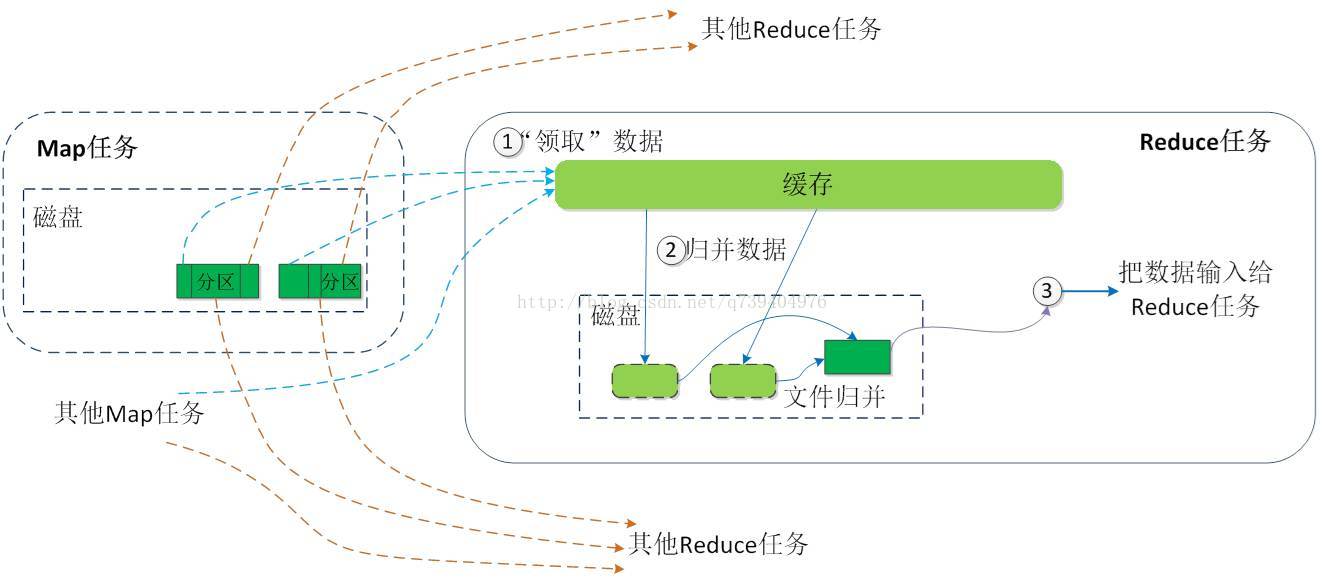 其他Reduce任务
Map任务
磁盘
分区
分区
其他Map任务
Reduce任务
1 “领取”数据
缓存
2 归并数据
http://blog.csdn.net/q739404976
磁盘
文件归并
3
把数据输入给
Reduce任务
其他Reduce任务